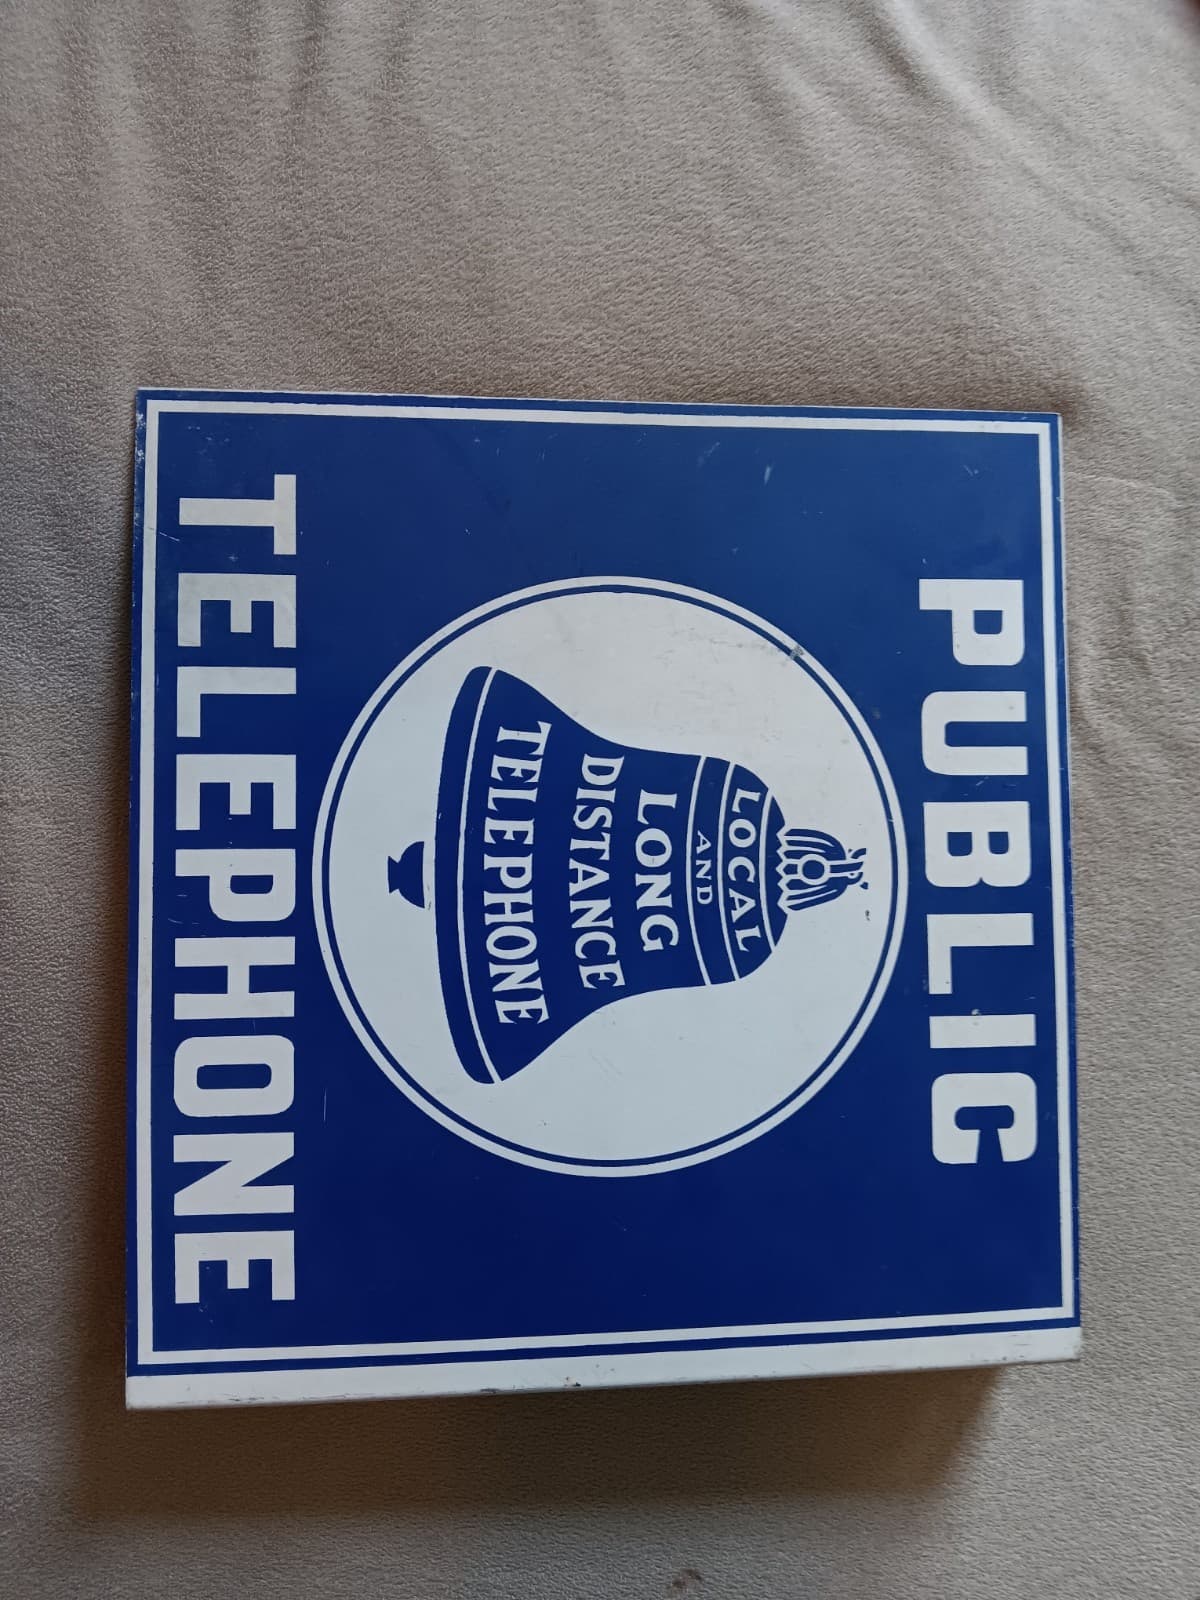 PUBLIC
LOCAL
AND
LONG
DISTANCE
TELEPHONE
TELEPHONE